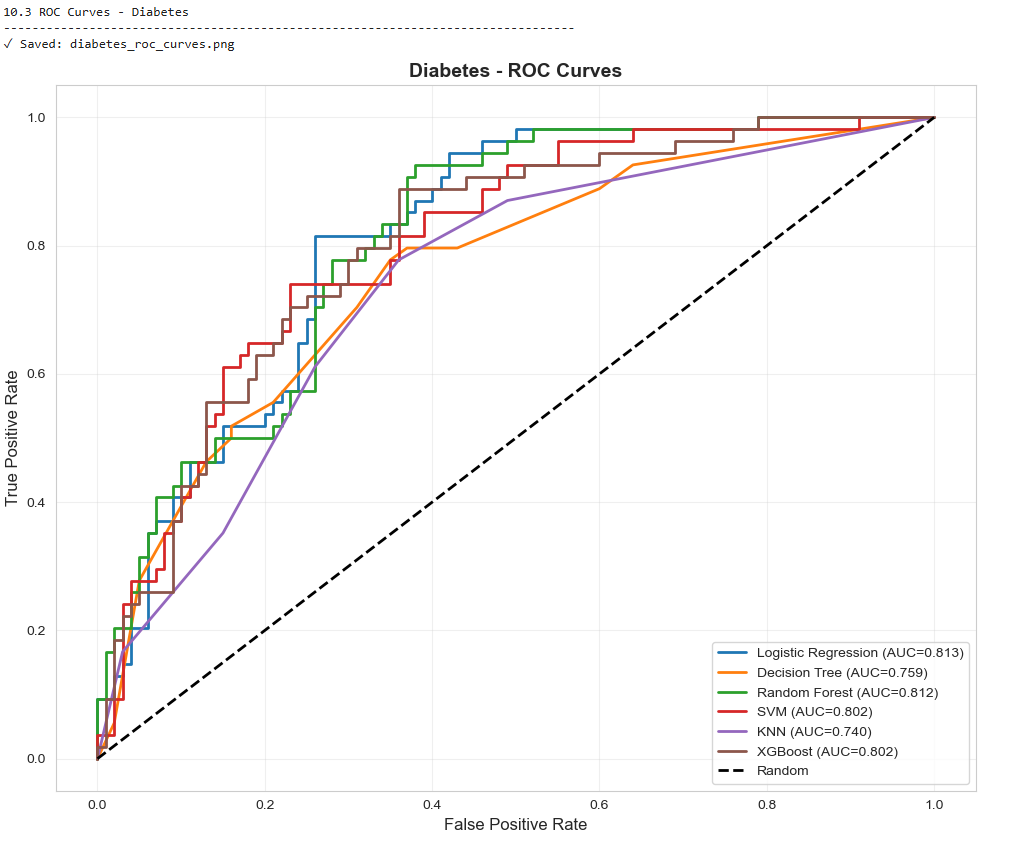 10.3 ROC Curves - Diabetes
--------------------------------------------------------------------------------
✓ Saved: diabetes_roc_curves.png
Diabetes - ROC Curves
True Positive Rate
1.0
0.8
0.6
0.4
0.2
0.0
Logistic Regression (AUC=0.813)
Decision Tree (AUC=0.759)
Random Forest (AUC=0.812)
SVM (AUC=0.802)
KNN (AUC=0.740)
XGBoost (AUC=0.802)
Random
0.0 0.2 0.4 0.6 0.8 1.0
False Positive Rate